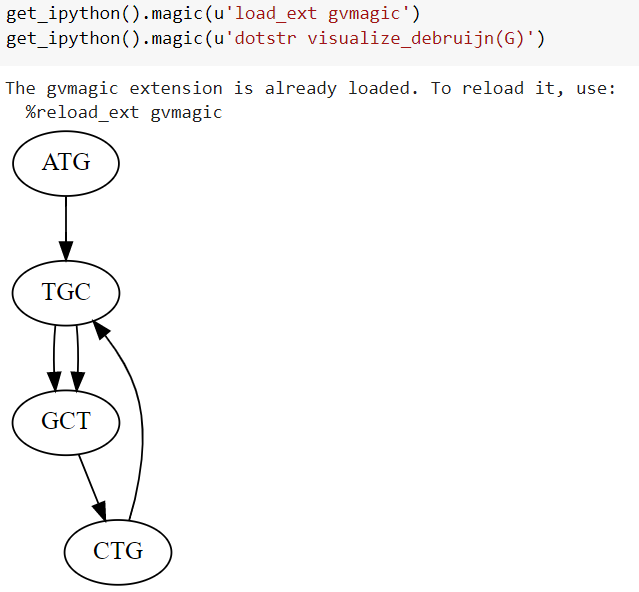 get_ipython().magic(u'load_ext gvmagic')
get_ipython().magic(u'dotstr visualize_debruijn(G)')
The gvmagic extension is already loaded. To reload it, use:
  %reload_ext gvmagic
ATG
TGC
GCT
CTG